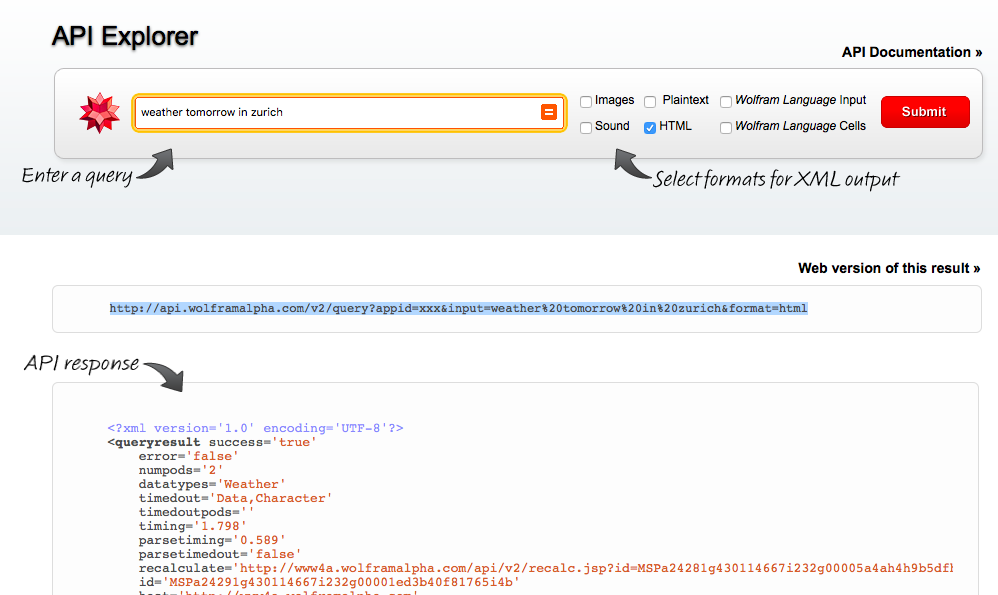 API Explorer
API Documentation »
weather tomorrow in zurich
Images Plaintext Wolfram Language Input
Sound HTML Wolfram Language Cells
Submit
Enter a query
Select formats for XML output
Web version of this result »
http://api.wolframalpha.com/v2/query?appid=xxx&input=weather%20tomorrow%20in%20zurich&format=html
API response
<?xml version='1.0' encoding='UTF-8'?>
<queryresult success='true'
error='false'
numpods='2'
datatypes='Weather'
timedout='Data,Character'
timedoutpods=''
timing='1.798'
parsetiming='0.589'
parsetimedout='false'
recalculate='http://www4a.wolframalpha.com/api/v2/recalc.jsp?id=MSPa24281g430114667i232g00005a4ah4h9b5df
id='MSPa24291g430114667i232g00001ed3b40f81765i4b'